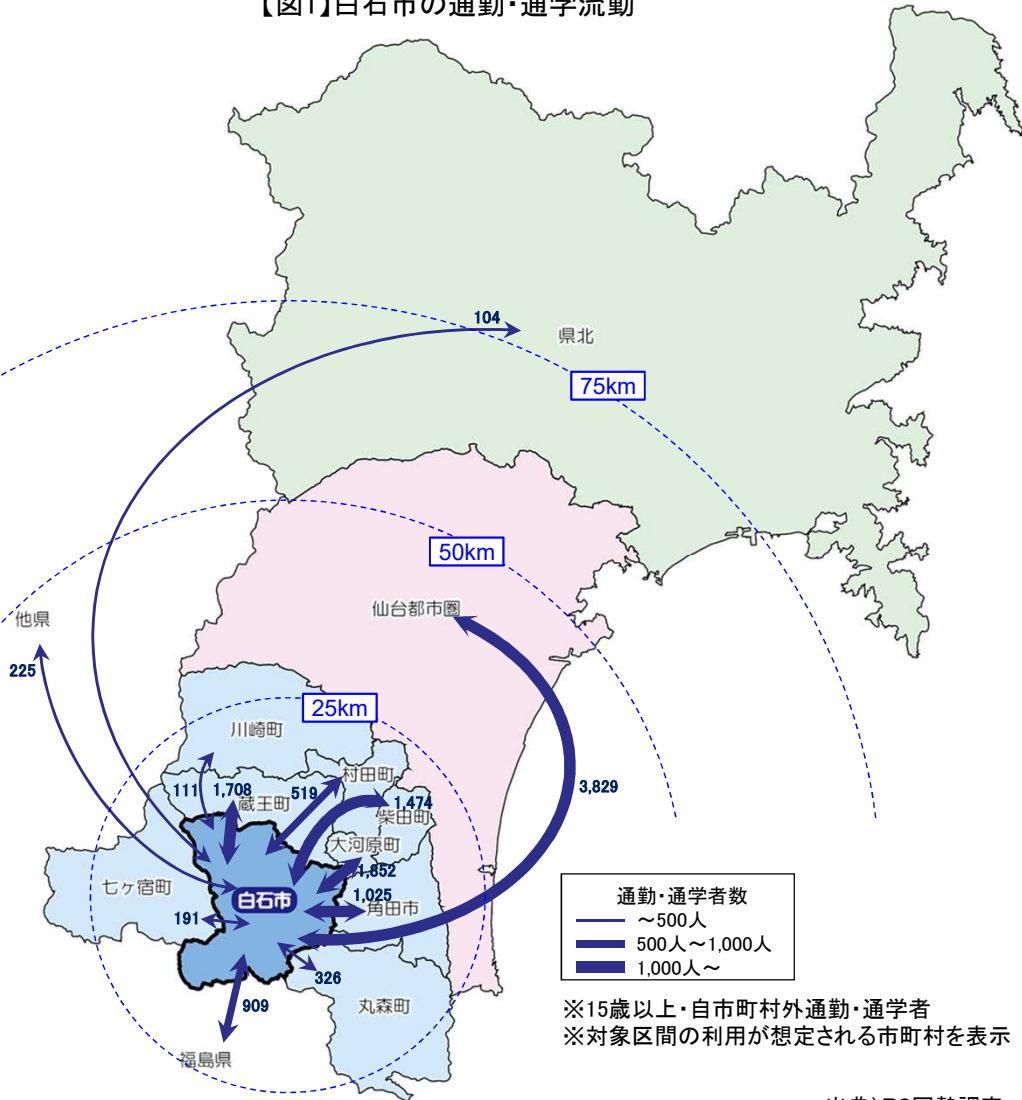 【図1】白石市の通勤・通学流動
104
県北
75km
50km
仙台都市圏
他県
225
25km
川崎町
村田町
111
1,708
519
蔵王町
1,474
柴田町
3,829
大河原町
1,852
七ヶ宿町
1,025
白石市
角田市
191
326
909
丸森町
福島県
通勤・通学者数
～500人
500人～1,000人
1,000人～
※15歳以上・自市町村外通勤・通学者
※対象区間の利用が想定される市町村を表示